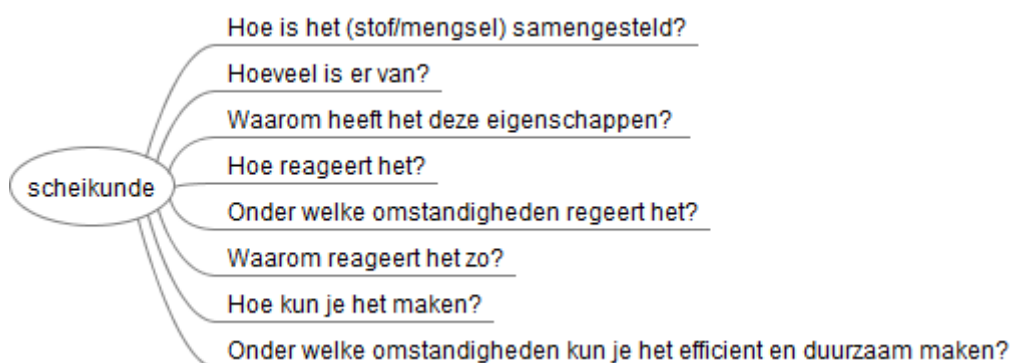 Hoe is het (stof/mengsel) samengesteld?
Hoeveel is er van?
Waarom heeft het deze eigenschappen?
Hoe reageert het?
scheikunde
Onder welke omstandigheden regeert het?
Waarom reageert het zo?
Hoe kun je het maken?
Onder welke omstandigheden kun je het efficient en duurzaam maken?